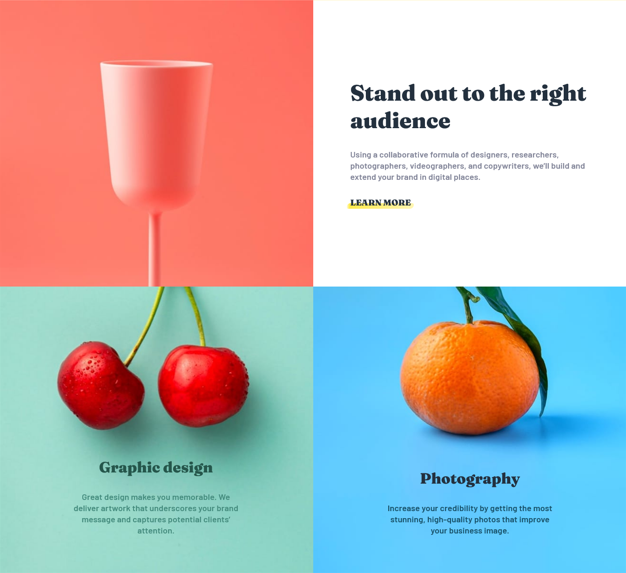 Stand out to the right
audience
Using a collaborative formula of designers, researchers,
photographers, videographers, and copywriters, we'll build and
extend your brand in digital places.
LEARN MORE
Graphic design
Great design makes you memorable. We
deliver artwork that underscores your brand
message and captures potential clients'
attention.
Photography
Increase your credibility by getting the most
stunning, high-quality photos that improve
your business image.